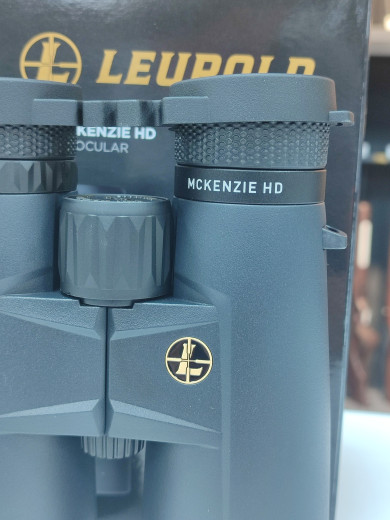 LEUPOLD
KENZIE HD
OCULAR
MCKENZIE HD